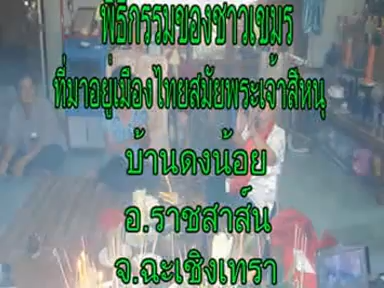 พิธีกรรมของชาวเขมร
ที่มาอยู่เมืองไทยสมัยพระเจ้าสีหนุ
บ้านดงน้อย
อ.ราชสาส์น
จ.ฉะเชิงเทรา